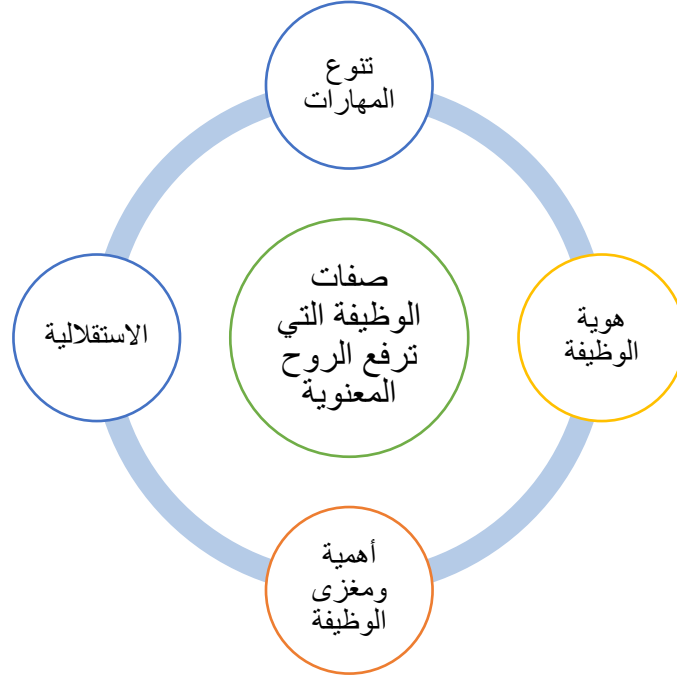 تنوع
المهارات
صفات
الوظيفة التي
ترفع الروح
المعنوية
هوية
الوظيفة
الاستقلالية
أهمية
ومغزى
الوظيفة